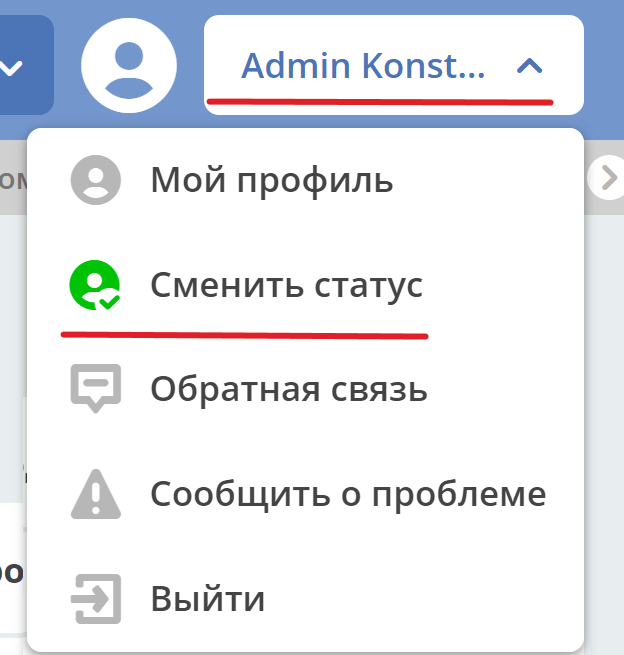 Admin Konst...
Мой профиль
Сменить статус
Обратная связь
Сообщить о проблеме
Выйти